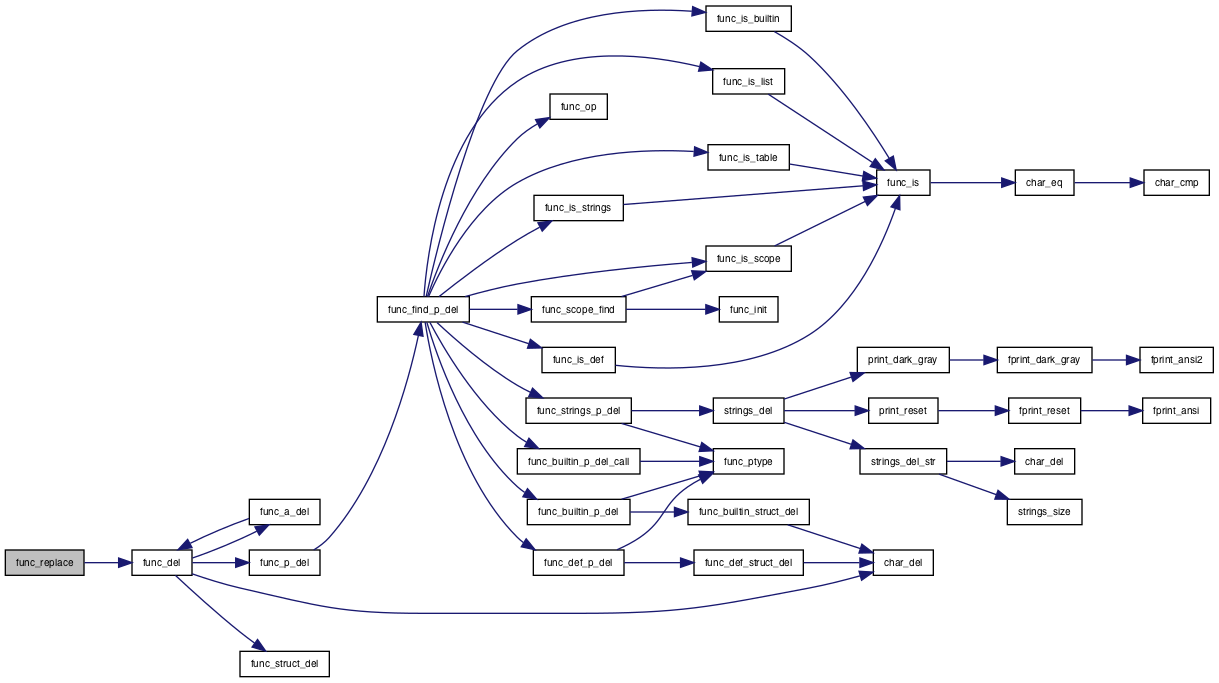 func_is_builtin
func_is_list
func_op
func_is_table
func_is
char_eq
char_cmp
func_is_strings
func_is_scope
func_find_p_del
func_scope_find
func_init
func_is_def
print_dark_gray
fprint_dark_gray
fprint_ansi2
func_strings_p_del
strings_del
print_reset
fprint_reset
fprint_ansi
func_builtin_p_del_call
func_ptype
strings_del_str
char_del
func_a_del
func_builtin_p_del
func_builtin_struct_del
strings_size
func_replace
func_del
func_p_del
func_def_p_del
func_def_struct_del
char_del
func_struct_del